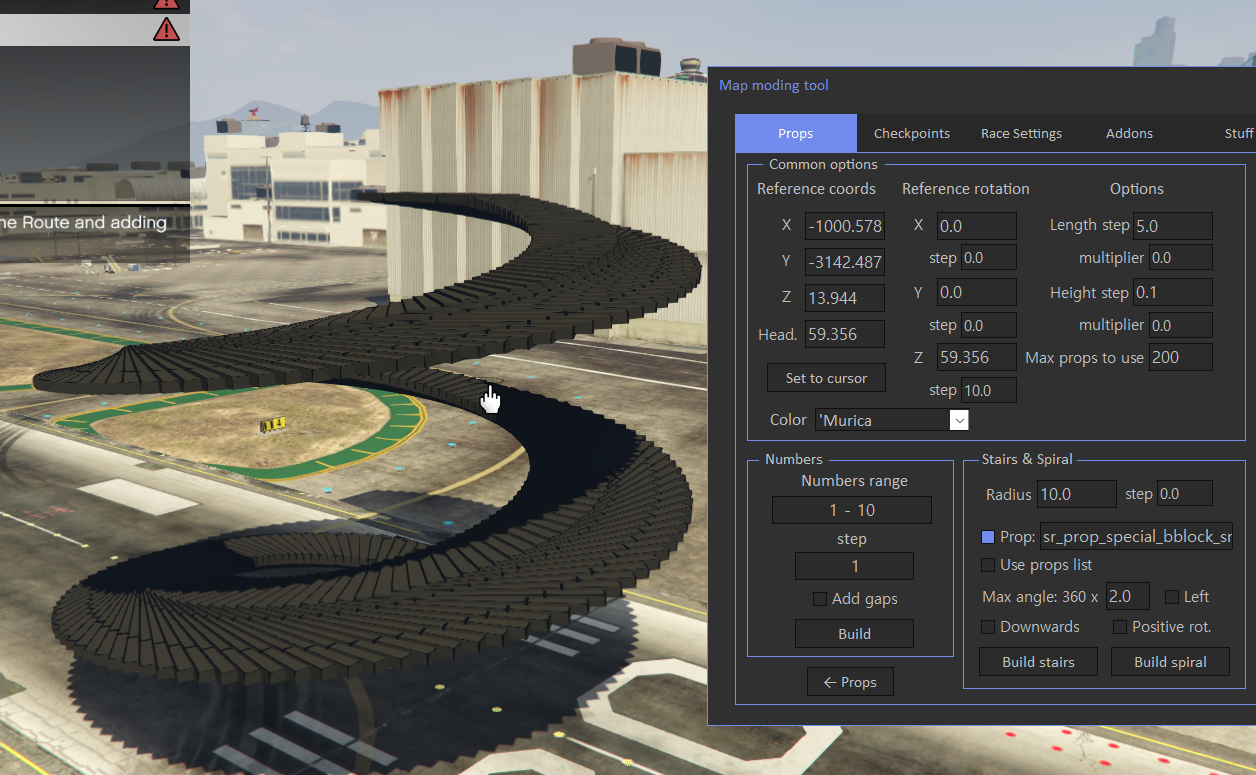 Map moding tool
Props Checkpoints Race Settings Addons Stuff
Common options
Reference coords Reference rotation Options
X -1000.578 X 0.0 Length step 5.0
step 0.0 multiplier 0.0
Y -3142.487
Z 13.944 Y 0.0 Height step 0.1
step 0.0 multiplier 0.0
Head. 59.356
Z 59.356 Max props to use 200
Set to cursor
step 10.0
Color 'Murica
he Route and adding
Numbers
Numbers range
1 - 10
step
1
Add gaps
Build
← Props
Stairs & Spiral
Radius 10.0 step 0.0
Prop: sr_prop_special_bblock_sr
Use props list
Max angle: 360 x 2.0 Left
Downwards Positive rot.
Build stairs Build spiral